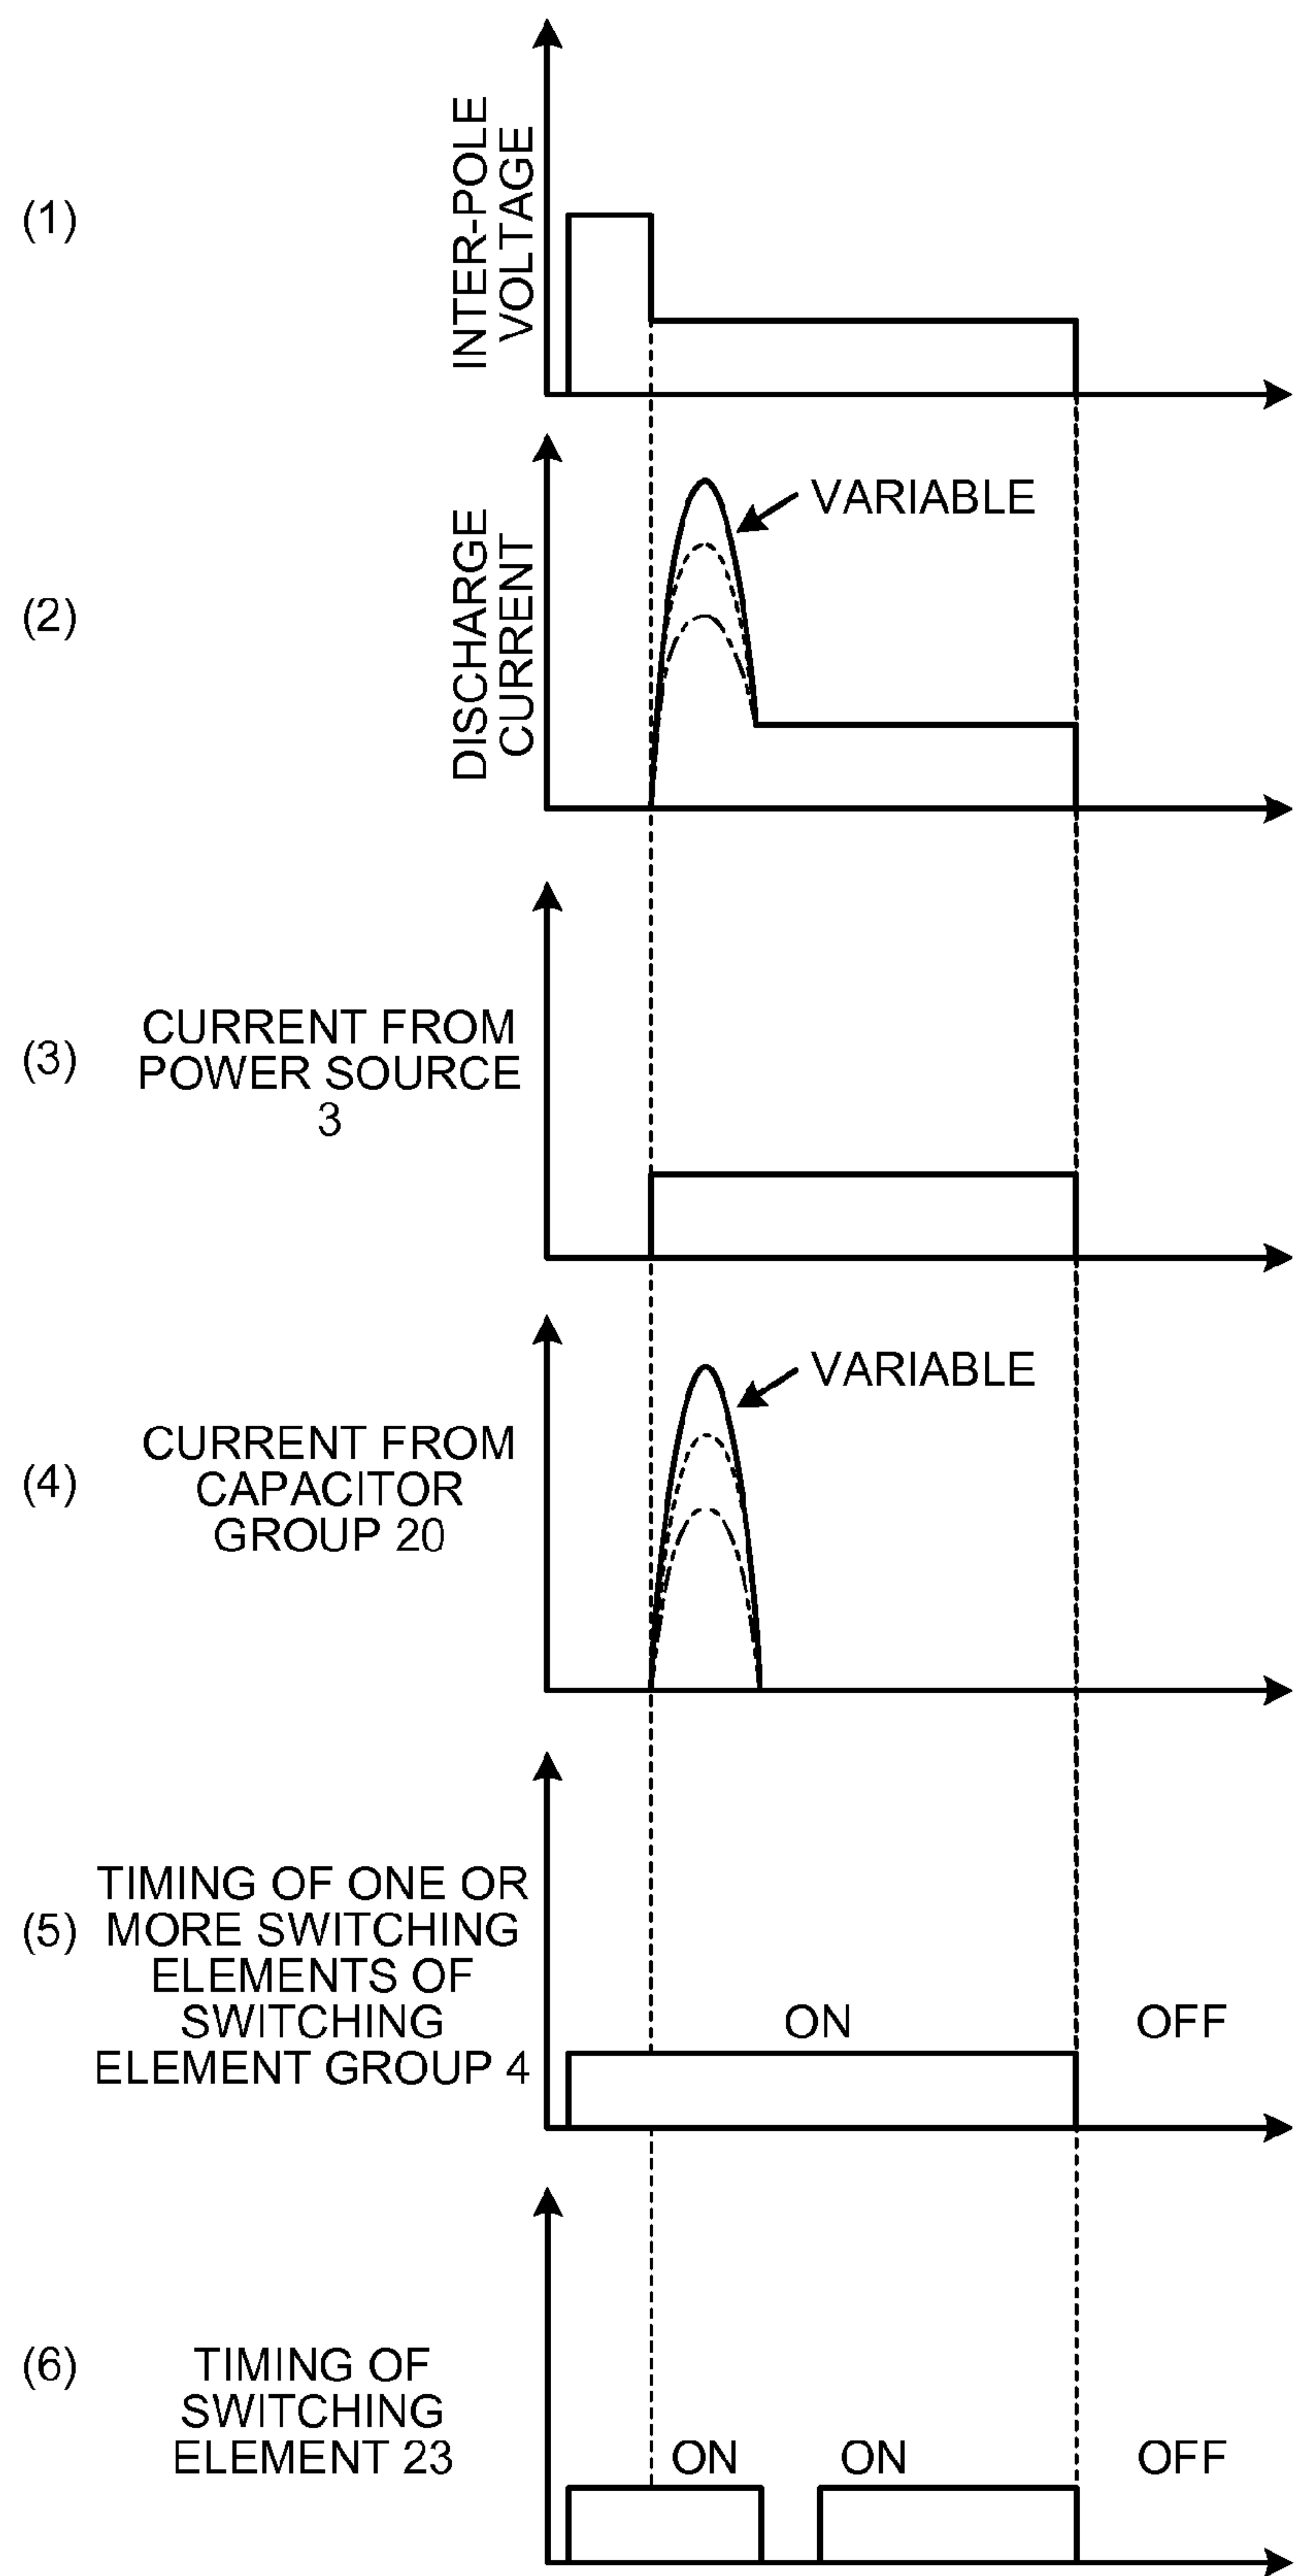 (1)
INTER-POLE
VOLTAGE
(2)
DISCHARGE
CURRENT
VARIABLE
(3)
CURRENT FROM
POWER SOURCE
3
(4)
CURRENT FROM
CAPACITOR
GROUP 20
VARIABLE
(5)
TIMING OF ONE OR
MORE SWITCHING
ELEMENTS OF
SWITCHING
ELEMENT GROUP 4
ON
OFF
(6)
TIMING OF
SWITCHING
ELEMENT 23
ON
ON
OFF